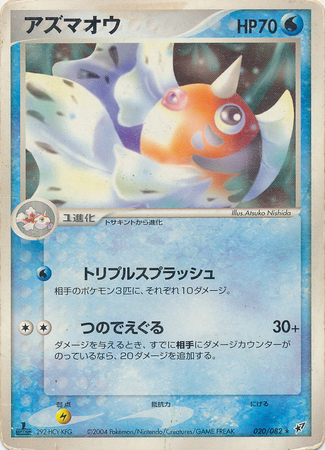 アズマオウ HP70
Illus.Atsuko Nishida
1進化
トサキントから進化
トリプルスプラッシュ
相手のポケモン3匹に、それぞれ10ダメージ。
つのでえぐる 30+
ダメージを与えるとき、すでに相手にダメージカウンターがのっているなら、20ダメージを追加する。
弱点 抵抗力 にげる
1
292-HCY-KFG. ©2004 Pokémon/Nintendo/Creatures/GAME FREAK. 020/082★